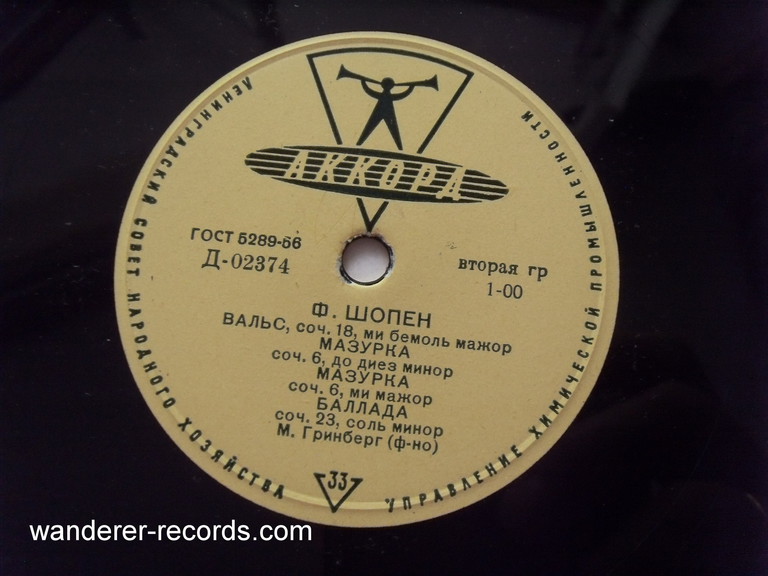 ЛЕНИНГРАДСКИЙ СОВЕТ НАРОДНОГО ХОЗЯЙСТВА
УПРАВЛЕНИЕ ХИМИЧЕСКОЙ ПРОМЫШЛЕННОСТИ
АККОРД
ГОСТ 5289-56
Д-02374
вторая гр
1-00
Ф. ШОПЕН
ВАЛЬС, соч. 18, ми бемоль мажор
МАЗУРКА
соч. 6, до диез минор
МАЗУРКА
соч. 6, ми мажор
БАЛЛАДА
соч. 23, соль минор
М. Гринберг (ф-но)
33
wanderer-records.com